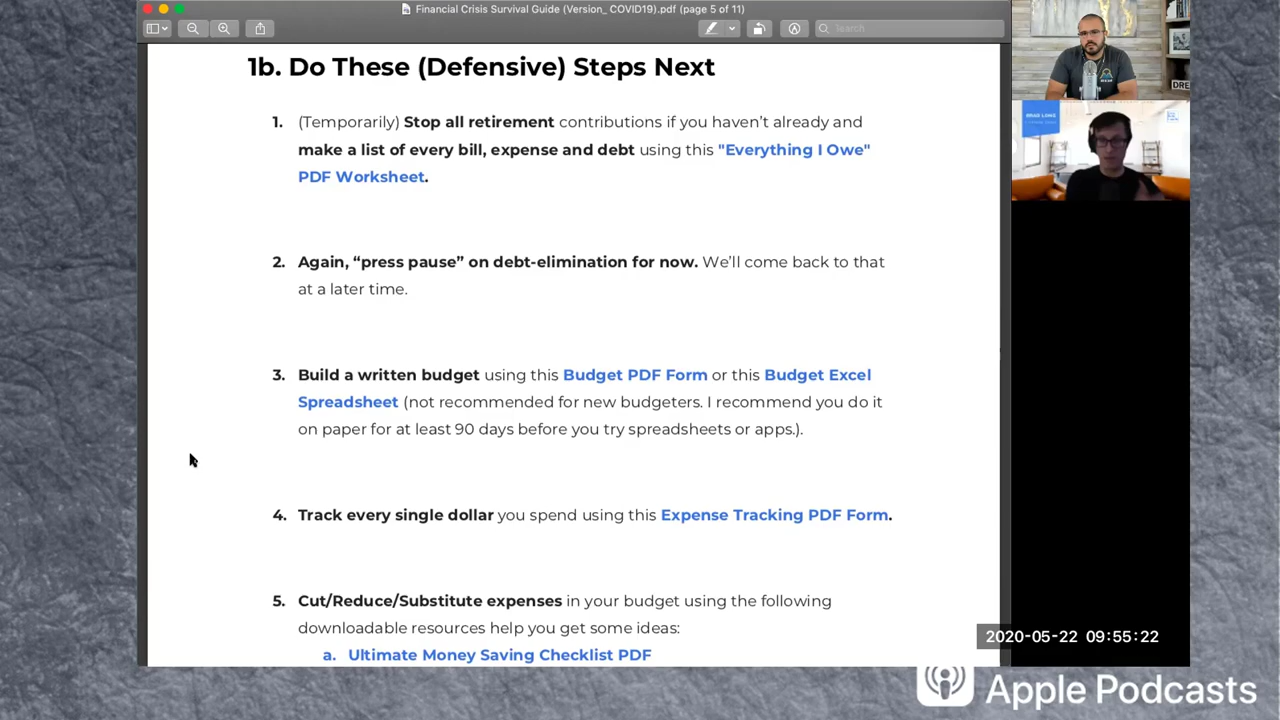 Financial Crisis Survival Guide (Version_ COVID19).pdf (page 5 of 11)
Search
1b. Do These (Defensive) Steps Next
1. (Temporarily) Stop all retirement contributions if you haven’t already and
make a list of every bill, expense and debt using this "Everything I Owe"
PDF Worksheet.
2. Again, “press pause” on debt-elimination for now. We’ll come back to that
at a later time.
3. Build a written budget using this Budget PDF Form or this Budget Excel
Spreadsheet (not recommended for new budgeters. I recommend you do it
on paper for at least 90 days before you try spreadsheets or apps.).
4. Track every single dollar you spend using this Expense Tracking PDF Form.
5. Cut/Reduce/Substitute expenses in your budget using the following
downloadable resources help you get some ideas:
a. Ultimate Money Saving Checklist PDF
DRE
2020-05-22 09:55:22
Apple Podcasts